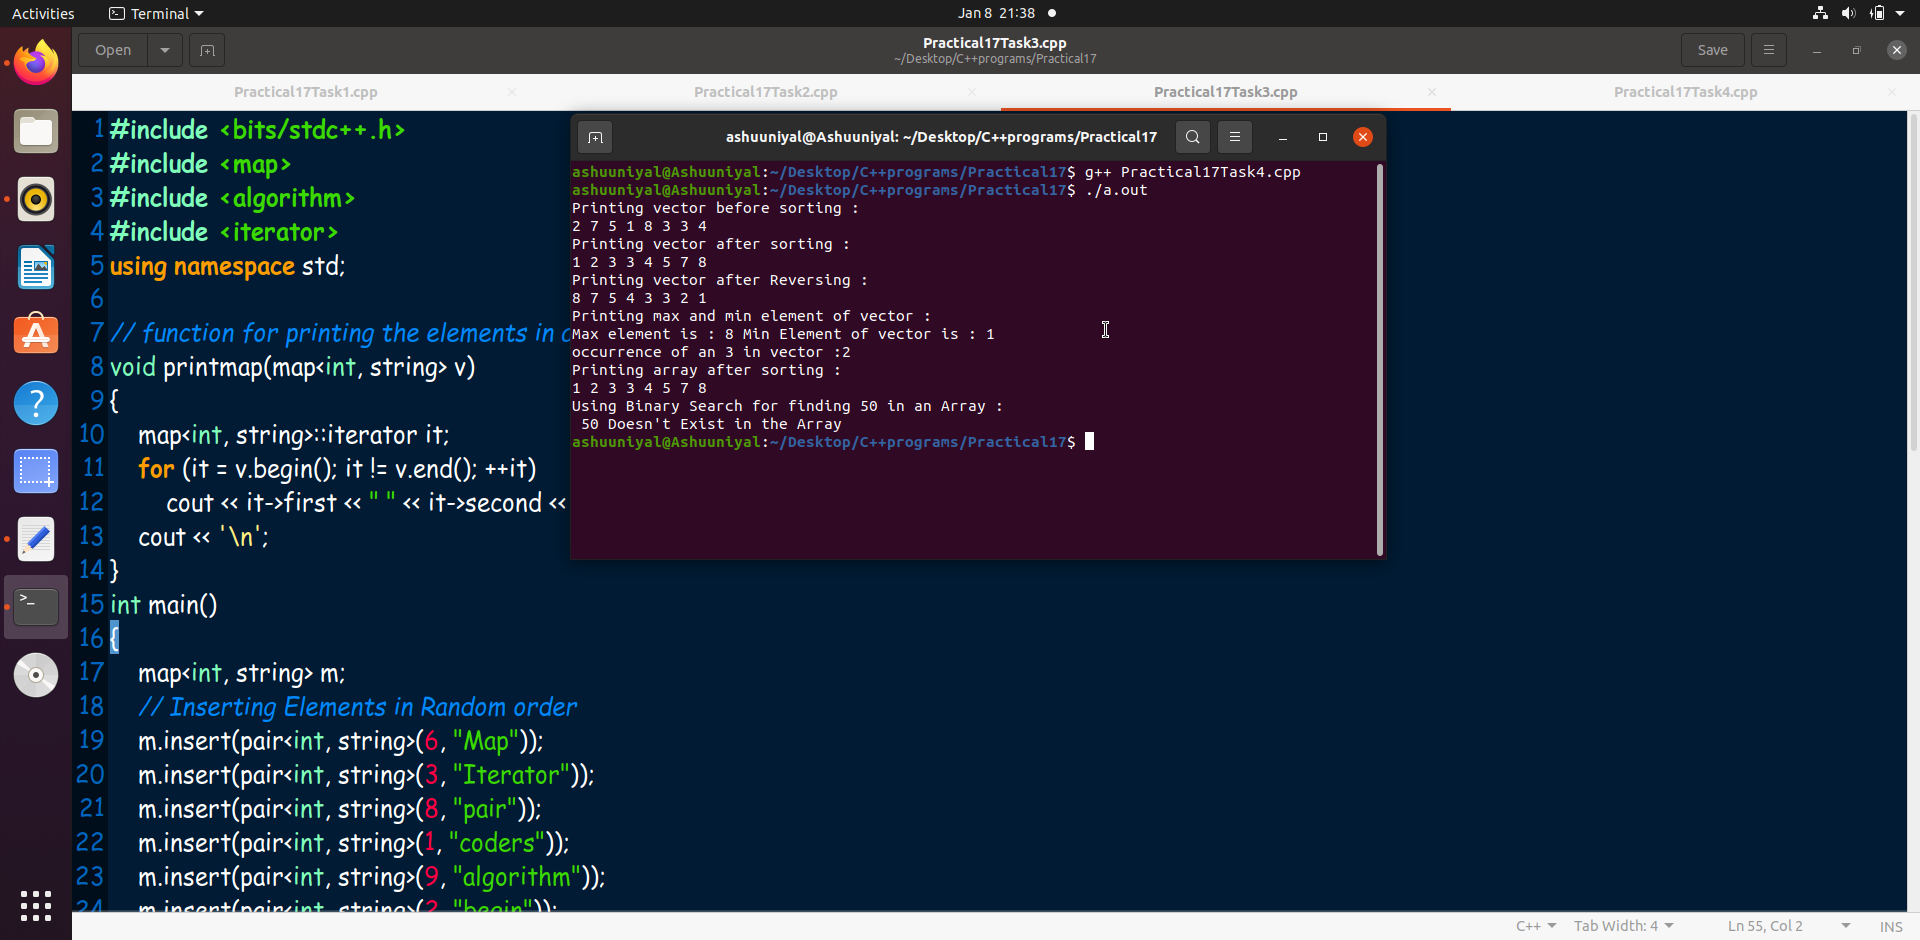 Activities
Terminal
Jan 8 21:38
Open
Practical17Task3.cpp
~/Desktop/C++programs/Practical17
Save
Practical17Task1.cpp
Practical17Task2.cpp
Practical17Task3.cpp
Practical17Task4.cpp
1 #include <bits/stdc++.h>
2 #include <map>
3 #include <algorithm>
4 #include <iterator>
5 using namespace std;
6
7 // function for printing the elements in
8 void printmap(map<int, string> v)
9 {
10 map<int, string>::iterator it;
11 for (it = v.begin(); it != v.end(); ++it)
12 cout << it->first << " " << it->second <<
13 cout << '\n';
14 }
15 int main()
16 {
17 map<int, string> m;
18 // Inserting Elements in Random order
19 m.insert(pair<int, string>(6, "Map"));
20 m.insert(pair<int, string>(3, "Iterator"));
21 m.insert(pair<int, string>(8, "pair"));
22 m.insert(pair<int, string>(1, "coders"));
23 m.insert(pair<int, string>(9, "algorithm"));
24 m.insert(pair<int, string>(2, "begin"));
ashuuniyal@Ashuuniyal: ~/Desktop/C++programs/Practical17
ashuuniyal@Ashuuniyal:~/Desktop/C++programs/Practical17$ g++ Practical17Task4.cpp
ashuuniyal@Ashuuniyal:~/Desktop/C++programs/Practical17$ ./a.out
Printing vector before sorting :
2 7 5 1 8 3 3 4
Printing vector after sorting :
1 2 3 3 4 5 7 8
Printing vector after Reversing :
8 7 5 4 3 3 2 1
Printing max and min element of vector :
Max element is : 8 Min Element of vector is : 1
occurrence of an 3 in vector :2
Printing array after sorting :
1 2 3 3 4 5 7 8
Using Binary Search for finding 50 in an Array :
50 Doesn't Exist in the Array
ashuuniyal@Ashuuniyal:~/Desktop/C++programs/Practical17$
C++
Tab Width: 4
Ln 55, Col 2
INS